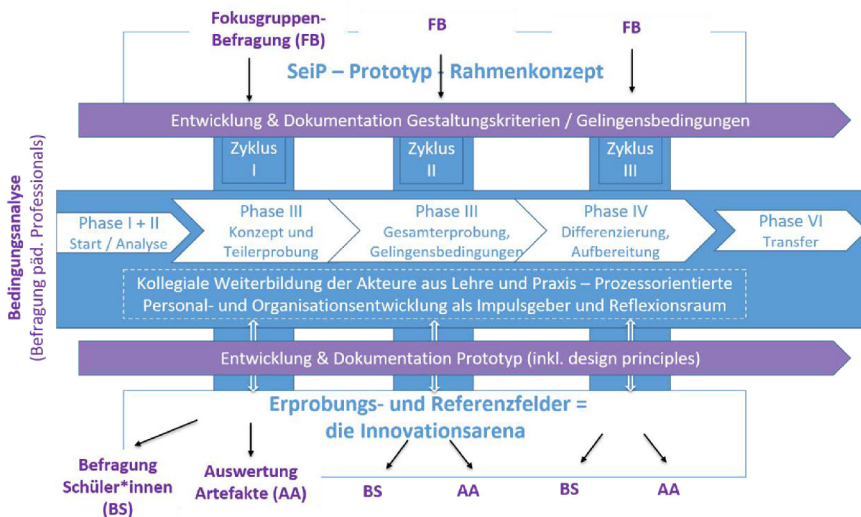 Fokusgruppen-
Befragung (FB)
FB
FB
SeiP – Prototyp - Rahmenkonzept
Entwicklung & Dokumentation Gestaltungskriterien / Gelingensbedingungen
Zyklus
I
Zyklus
II
Zyklus
III
Bedingungsanalyse
(Befragung päd. Professionals)
Phase I + II
Start / Analyse
Phase III
Konzept und
Teilerprobung
Phase III
Gesamterprobung,
Gelingensbedingungen
Phase IV
Differenzierung,
Aufbereitung
Phase VI
Transfer
Kollegiale Weiterbildung der Akteure aus Lehre und Praxis – Prozessorientierte
Personal- und Organisationsentwicklung als Impulsgeber und Reflexionsraum
Entwicklung & Dokumentation Prototyp (inkl. design principles)
Erprobungs- und Referenzfelder =
die Innovationsarena
Befragung
Schüler*innen
(BS)
Auswertung
Artefakte (AA)
BS
AA
BS
AA